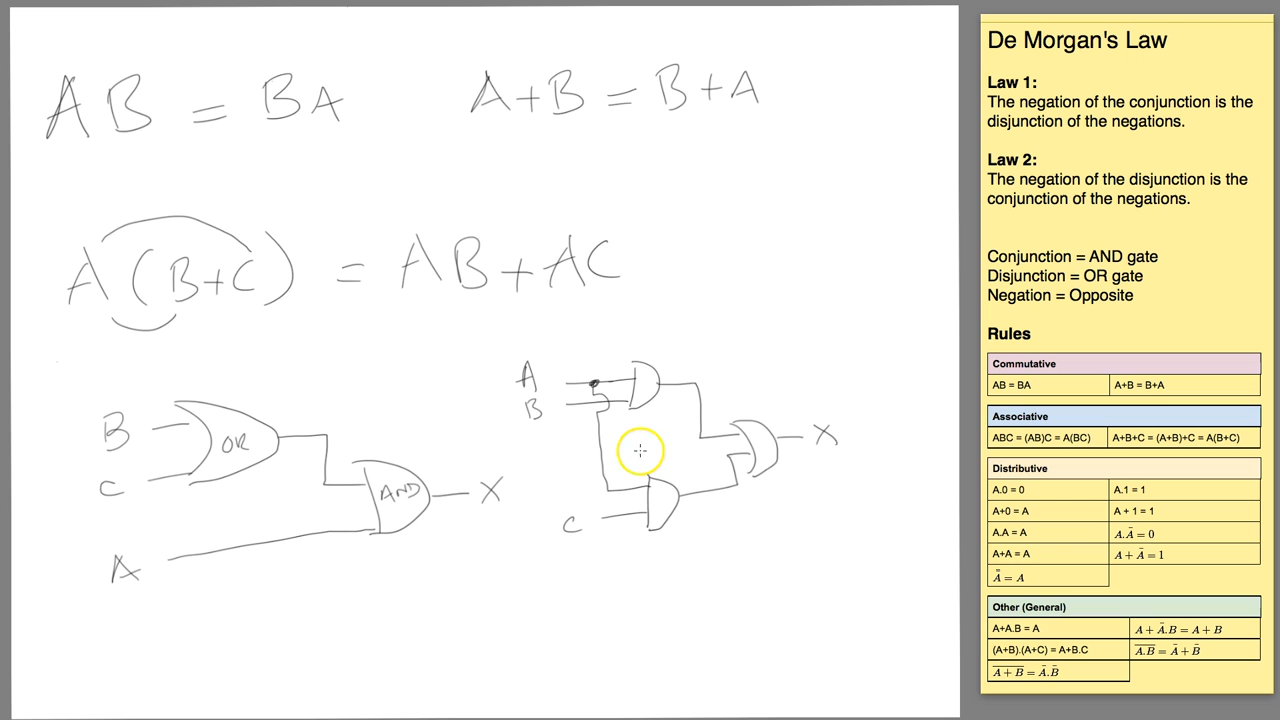 AB = BA
A+B = B+A
A(B+C) = AB+AC
B
C
OR
A
AND
X
A
B
C
X
De Morgan's Law
Law 1:
The negation of the conjunction is the
disjunction of the negations.
Law 2:
The negation of the disjunction is the
conjunction of the negations.
Conjunction = AND gate
Disjunction = OR gate
Negation = Opposite
Rules
Commutative
AB = BA A+B = B+A
Associative
ABC = (AB)C = A(BC) A+B+C = (A+B)+C = A(B+C)
Distributive
A.0 = 0 A.1 = 1
A+0 = A A + 1 = 1
A.A = A A.Ā = 0
A+A = A A + Ā = 1
A̿ = A
Other (General)
A+A.B = A A + Ā.B = A + B
(A+B).(A+C) = A+B.C A̅.̅B̅ = Ā + B̄
A̅ ̅+̅ ̅B̅ = Ā.B̄